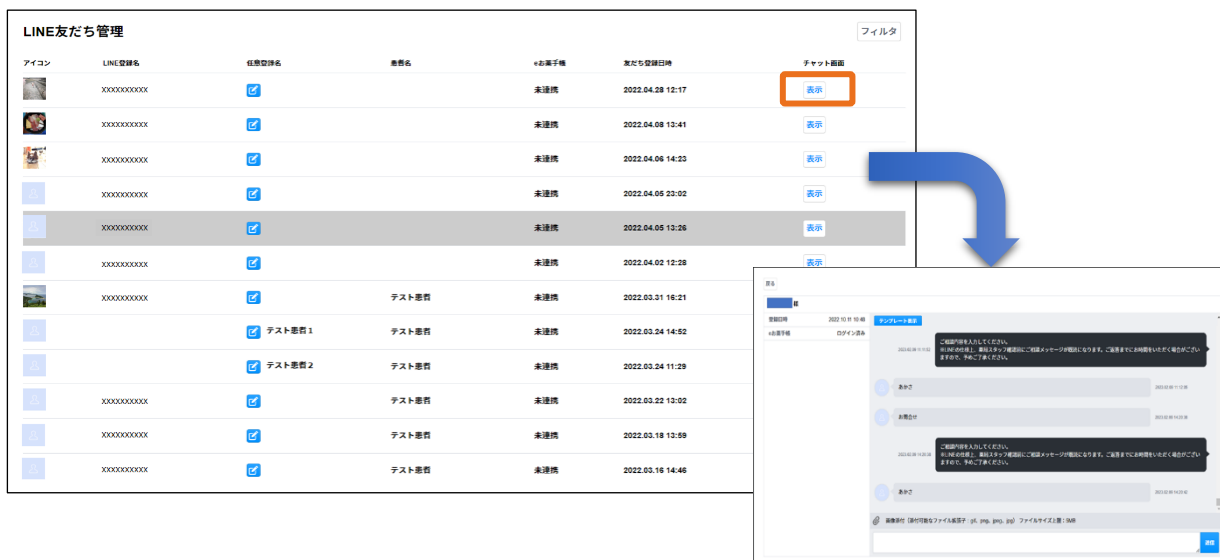 LINE友だち管理
フィルタ
アイコン LINE登録名 任意登録名 患者名 eお薬手帳 友だち登録日時 チャット画面
XXXXXXXXXX 未連携 2022.04.28 12:17 表示
XXXXXXXXXX 未連携 2022.04.08 13:41 表示
XXXXXXXXXX 未連携 2022.04.06 14:23 表示
XXXXXXXXXX 未連携 2022.04.05 23:02 表示
XXXXXXXXXX 未連携 2022.04.05 13:26 表示
XXXXXXXXXX 未連携 2022.04.02 12:28 表示
XXXXXXXXXX テスト患者 未連携 2022.03.31 16:21
テスト患者1 テスト患者 未連携 2022.03.24 14:52
テスト患者2 テスト患者 未連携 2022.03.24 11:29
XXXXXXXXXX テスト患者 未連携 2022.03.22 13:02
XXXXXXXXXX テスト患者 未連携 2022.03.18 13:59
XXXXXXXXXX テスト患者 未連携 2022.03.16 14:46
戻る
様
登録日時 2022.10.11 10:48
eお薬手帳 ログイン済み
テンプレート表示
ご相談内容を入力してください。
※LINEの仕様上、薬局スタッフ確認前にご相談メッセージが既読になります。ご返答までにお時間をいただく場合がござい
ますので、予めご了承ください。
あかさ
お問合せ
ご相談内容を入力してください。
※LINEの仕様上、薬局スタッフ確認前にご相談メッセージが既読になります。ご返答までにお時間をいただく場合がござい
ますので、予めご了承ください。
あかさ
画像添付（添付可能なファイル拡張子：gif、png、jpeg、jpg）ファイルサイズ上限：5MB
送信